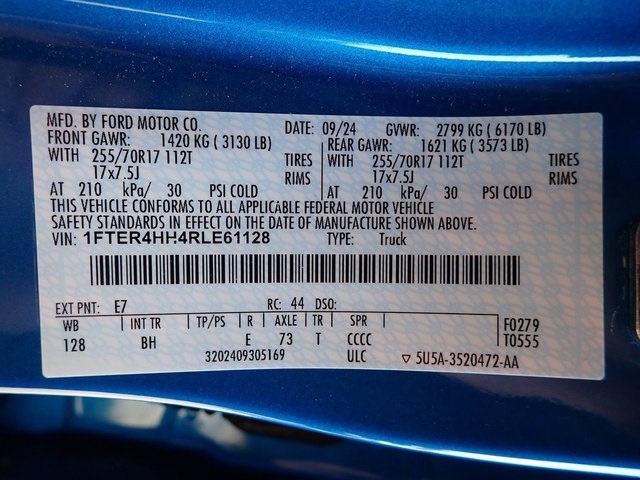 MFD. BY FORD MOTOR CO. DATE: 09/24 GVWR: 2799 KG ( 6170 LB)
FRONT GAWR: 1420 KG ( 3130 LB) REAR GAWR: 1621 KG ( 3573 LB)
WITH 255/70R17 112T TIRES WITH 255/70R17 112T TIRES
17x7.5J RIMS 17x7.5J RIMS
AT 210 kPa/ 30 PSI COLD AT 210 kPa/ 30 PSI COLD
THIS VEHICLE CONFORMS TO ALL APPLICABLE FEDERAL MOTOR VEHICLE
SAFETY STANDARDS IN EFFECT ON THE DATE OF MANUFACTURE SHOWN ABOVE.
VIN: 1FTER4HH4RLE61128 TYPE: Truck
EXT PNT: E7 RC: 44 DSO:
WB INT TR TP/PS R AXLE TR SPR F0279
128 BH E 73 T CCCC T0555
3202409305169 ULC ▽ 5U5A-3520472-AA